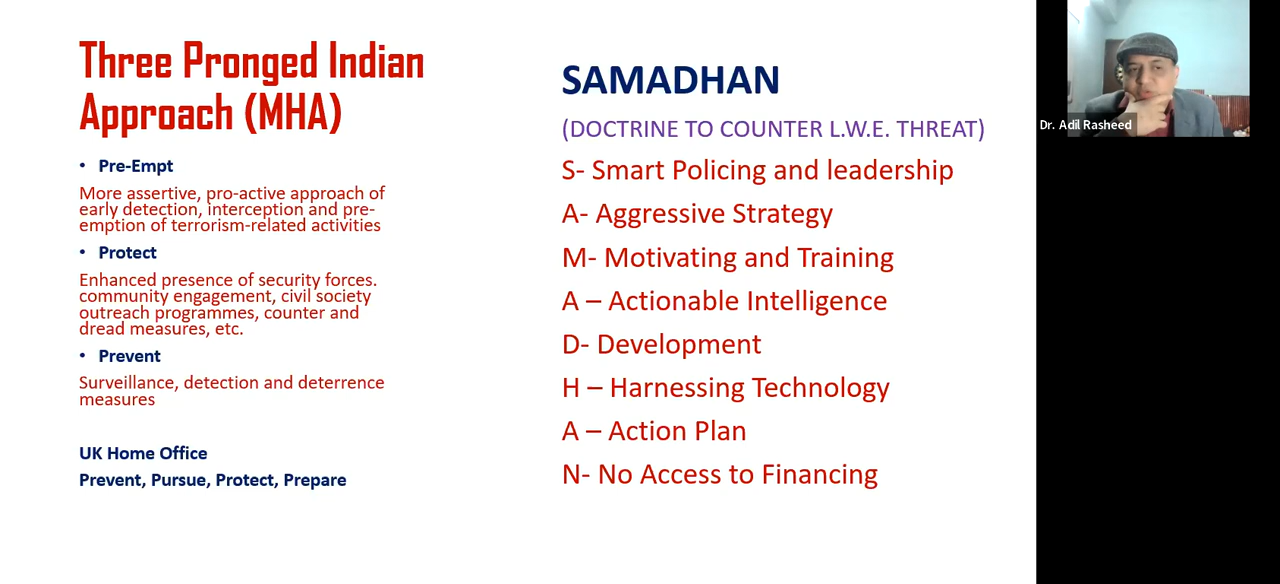 Three Pronged Indian
Approach (MHA)
• Pre-Empt
More assertive, pro-active approach of
early detection, interception and pre-
emption of terrorism-related activities
• Protect
Enhanced presence of security forces.
community engagement, civil society
outreach programmes, counter and
dread measures, etc.
• Prevent
Surveillance, detection and deterrence
measures
UK Home Office
Prevent, Pursue, Protect, Prepare
SAMADHAN
(DOCTRINE TO COUNTER L.W.E. THREAT)
S- Smart Policing and leadership
A- Aggressive Strategy
M- Motivating and Training
A – Actionable Intelligence
D- Development
H – Harnessing Technology
A – Action Plan
N- No Access to Financing
Dr. Adil Rasheed